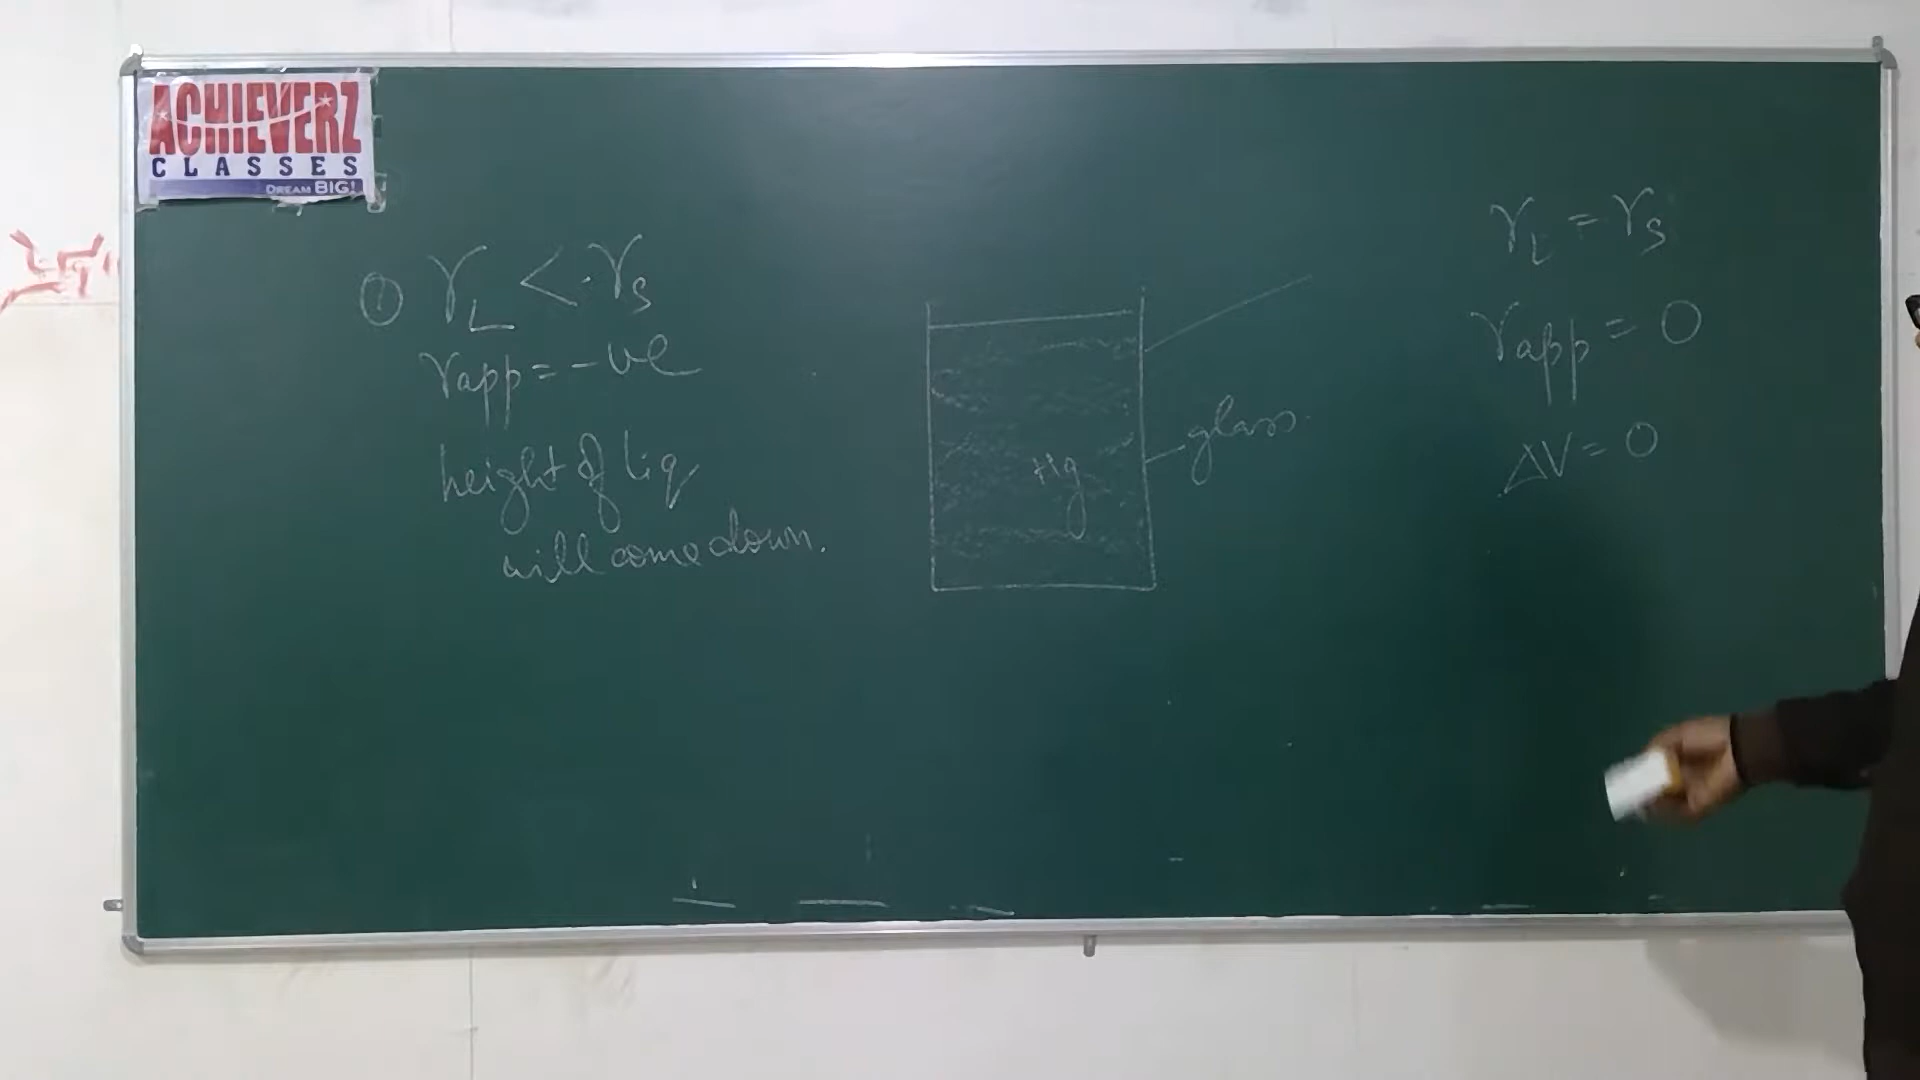 ACHIEVERZ
CLASSES
DREAM BIG!
① γL < γs
γapp = -ve
height of liq
will come down.
Hg
glass
γL = γs
γapp = 0
ΔV = 0